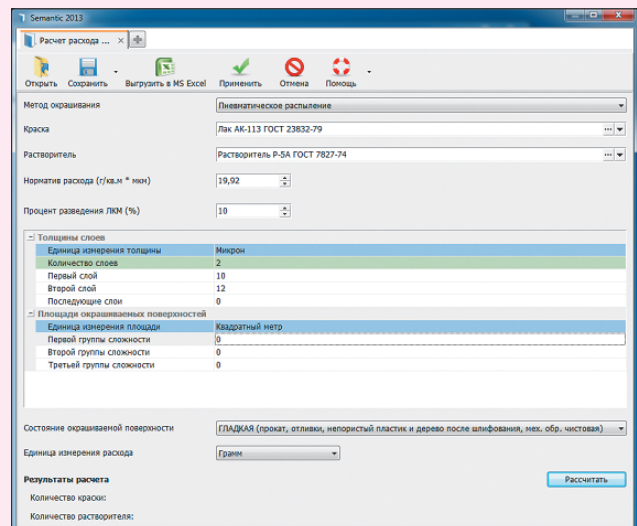 Semantic 2013
Расчет расхода ...
Открыть Сохранить Выгрузить в MS Excel Применить Отмена Помощь
Метод окрашивания Пневматическое распыление
Краска Лак АК-113 ГОСТ 23832-79
Растворитель Растворитель Р-5А ГОСТ 7827-74
Норматив расхода (г/кв.м * мкм) 19,92
Процент разведения ЛКМ (%) 10
Толщины слоев
Единица измерения толщины Микрон
Количество слоев 2
Первый слой 10
Второй слой 12
Последующие слои 0
Площади окрашиваемых поверхностей
Единица измерения площади Квадратный метр
Первой группы сложности 0
Второй группы сложности 0
Третьей группы сложности 0
Состояние окрашиваемой поверхности ГЛАДКАЯ (прокат, отливки, непористый пластик и дерево после шлифования, мех. обр. чистовая)
Единица измерения расхода Грамм
Результаты расчета Рассчитать
Количество краски:
Количество растворителя: